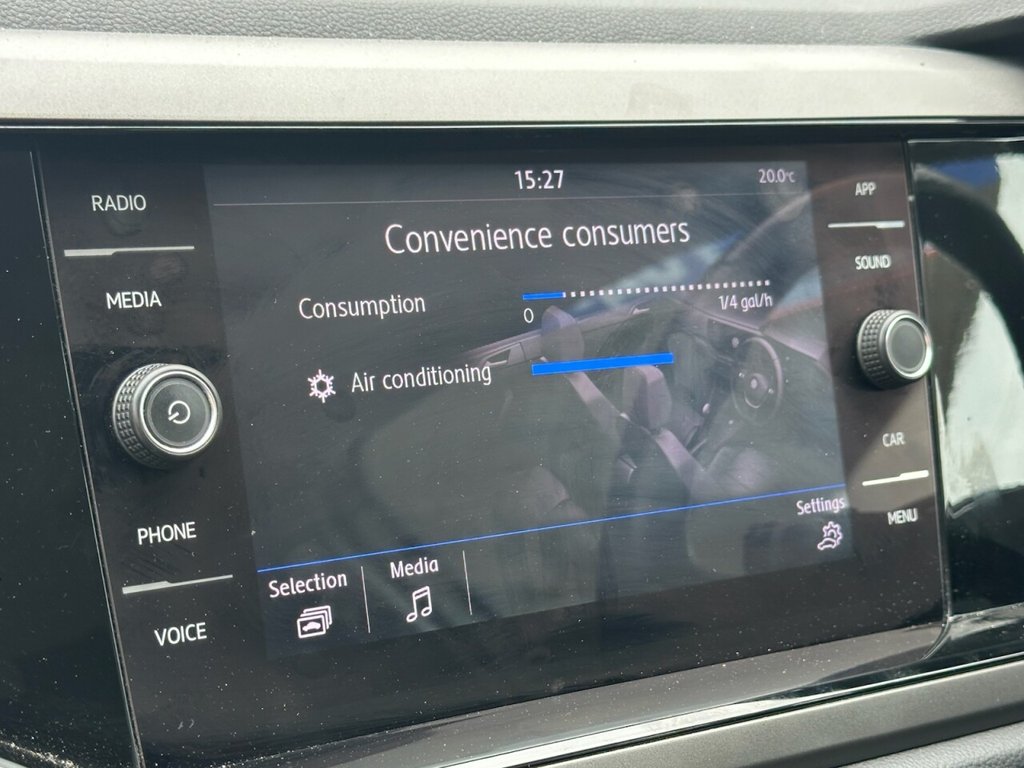 15:27
20.0°C
Convenience consumers
Consumption
0
1/4 gal/h
Air conditioning
Settings
Selection
Media
RADIO
MEDIA
PHONE
VOICE
APP
SOUND
CAR
MENU